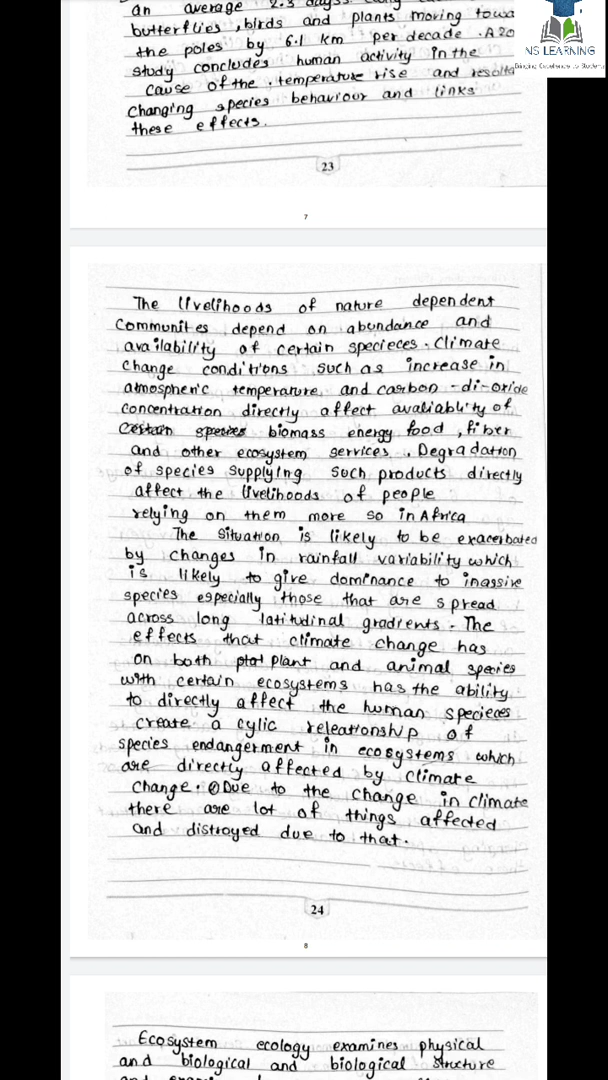 an average 2.3 days
butterflies, birds and plants moving towa
the poles by 6.1 km per decade. A 20
study concludes human activity in the
cause of the temperature rise and resulta
changing species behaviour and links
these effects.
NS LEARNING
Bringing Excellence to Students
23
7
The livelihoods of nature dependent
Communites depend on abundance and
availability of certain specieces. Climate
change conditions such as increase in
atmospheric temperature and carbon-di-oxide
concentration directly affect avaliablity of
certain species biomass energy food, fiber
and other ecosystem services. Degradation
of species supplying such products directly
affect the livelihoods of people
relying on them more so in Africa
The situation is likely to be exacerbated
by changes in rainfall variability which
is likely to give dominance to inassive
species especially those that are spread
across long latitudinal gradients. The
effects that climate change has
on both plant and animal species
with certain ecosystems has the ability
to directly affect the human specieces
create a cylic releationship of
species endangerment in ecosystems which
are directly affected by climate
change. Due to the change in climate
there are lot of things affected
and distroyed due to that.
24
8
Ecosystem ecology examines physical
and biological and biological structure